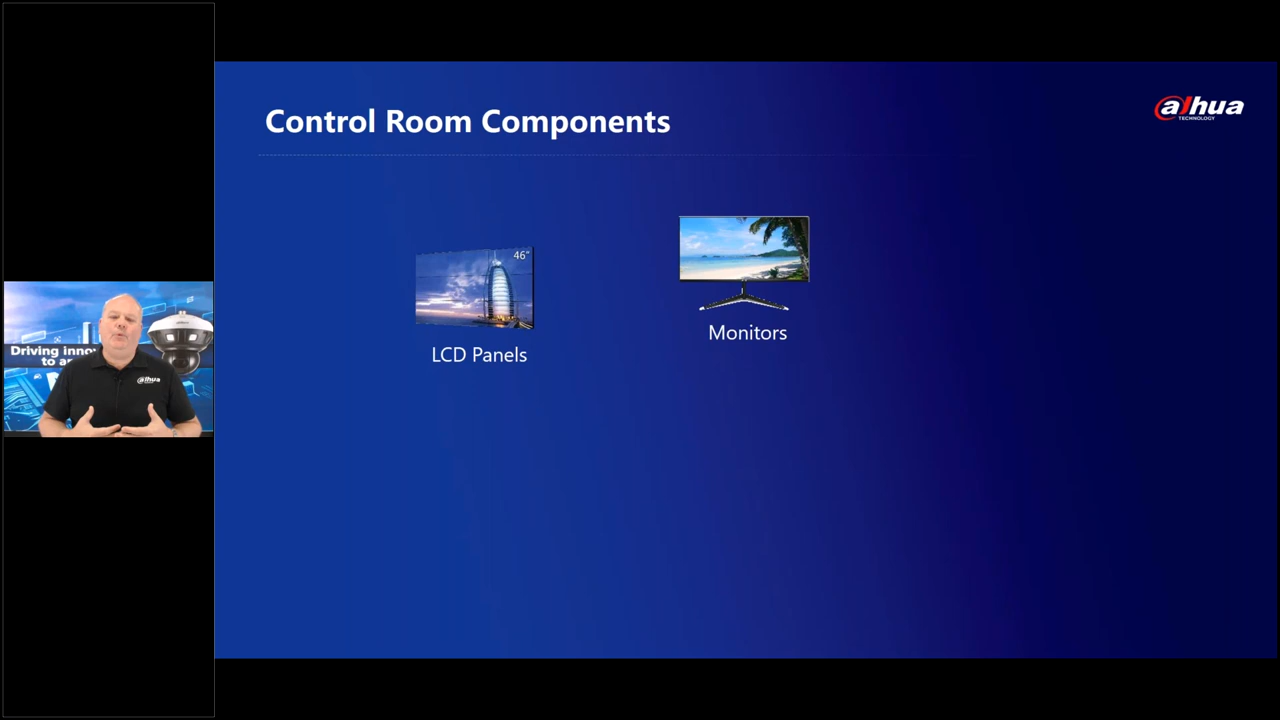 Control Room Components
alhua
TECHNOLOGY
46"
LCD Panels
Monitors
Driving inno
to a
alhua